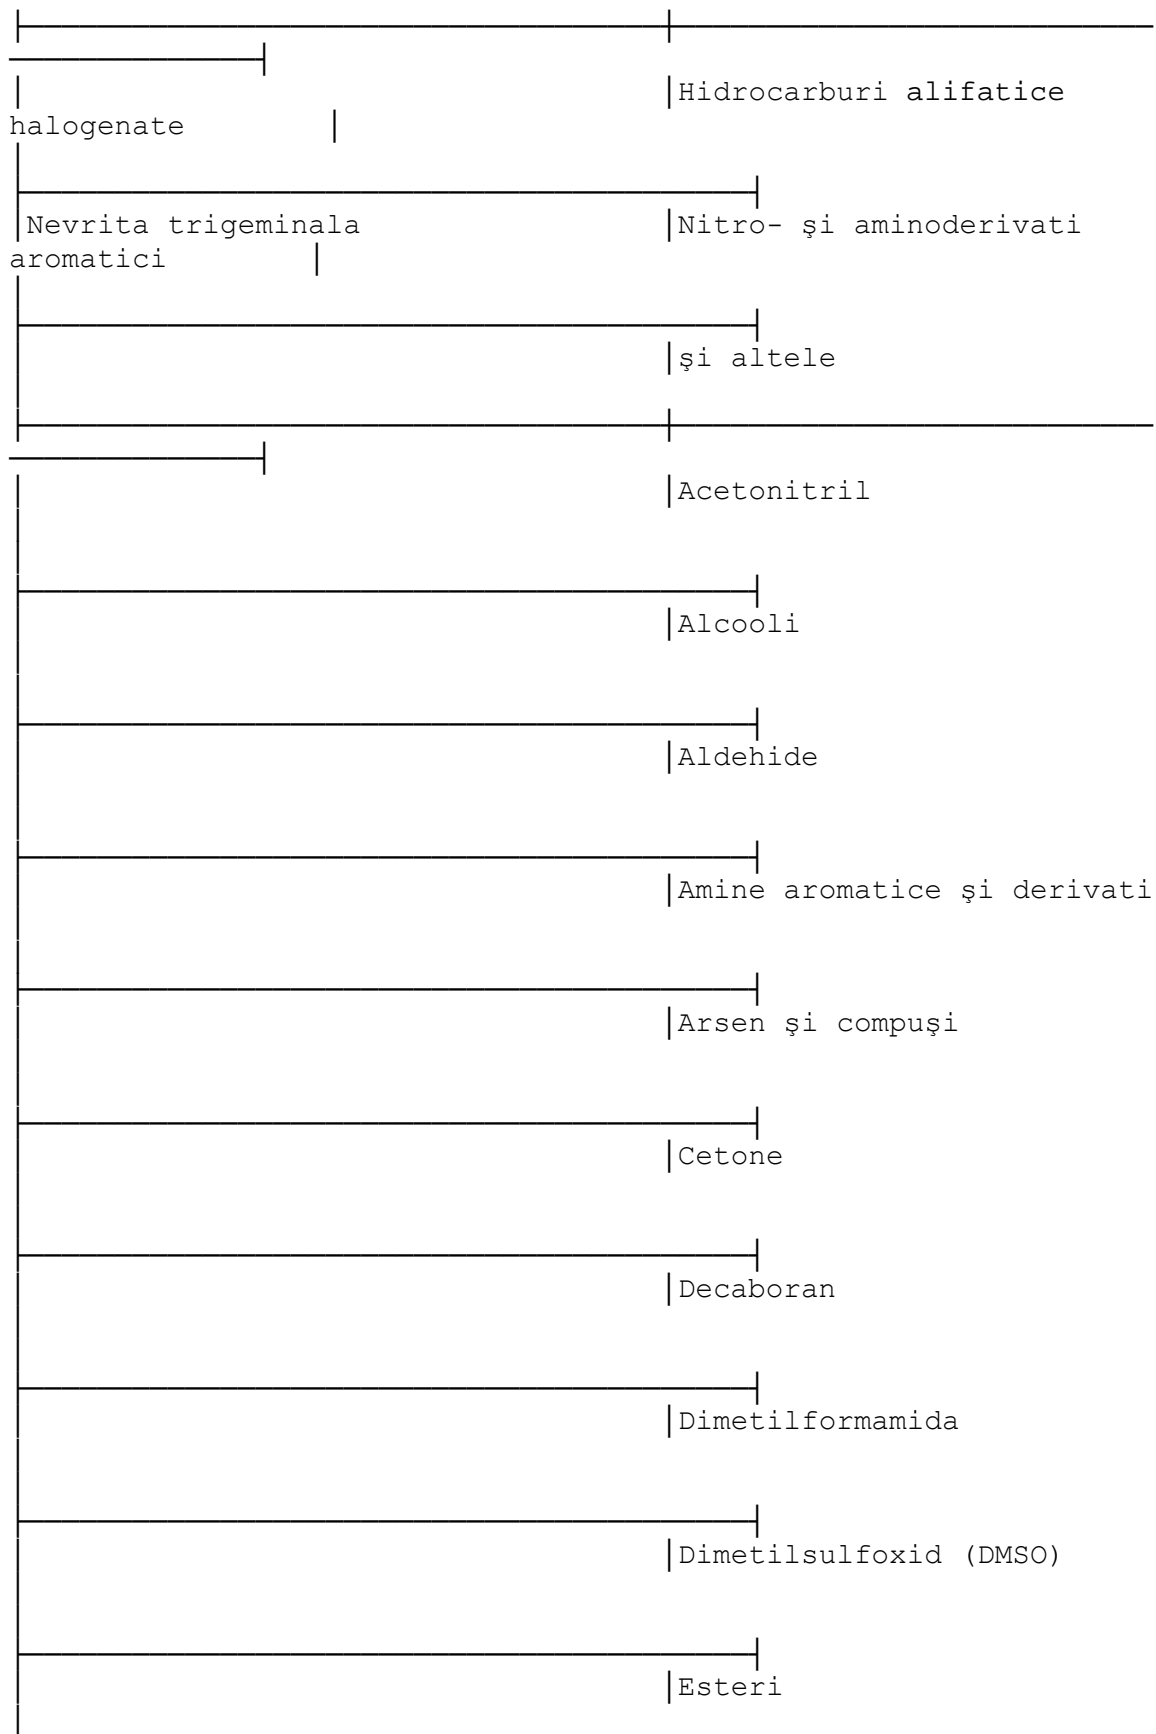 Hidrocarburi alifatice
halogenate
Nevrita trigeminala Nitro- şi aminoderivati
aromatici
şi altele
Acetonitril
Alcooli
Aldehide
Amine aromatice şi derivati
Arsen şi compuşi
Cetone
Decaboran
Dimetilformamida
Dimetilsulfoxid (DMSO)
Esteri